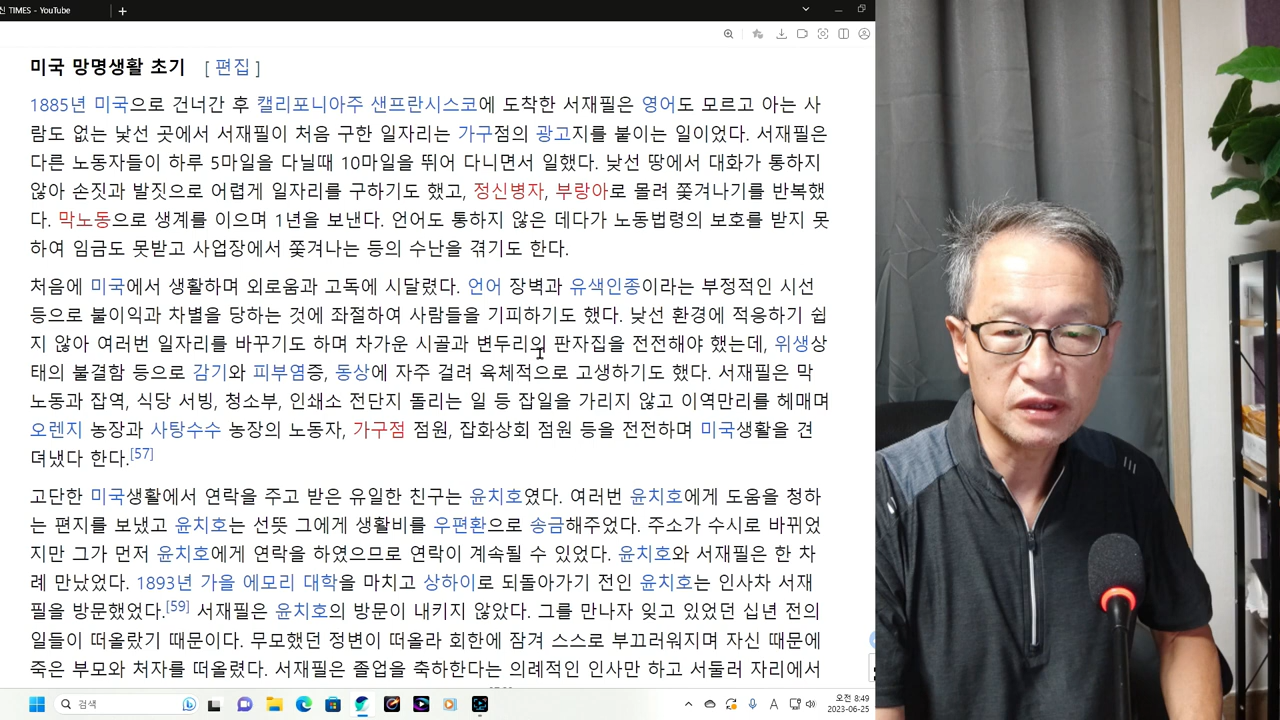 신 TIMES - YouTube
미국 망명생활 초기 [ 편집 ]
1885년 미국으로 건너간 후 캘리포니아주 샌프란시스코에 도착한 서재필은 영어도 모르고 아는 사
람도 없는 낯선 곳에서 서재필이 처음 구한 일자리는 가구점의 광고지를 붙이는 일이었다. 서재필은
다른 노동자들이 하루 5마일을 다닐때 10마일을 뛰어 다니면서 일했다. 낯선 땅에서 대화가 통하지
않아 손짓과 발짓으로 어렵게 일자리를 구하기도 했고, 정신병자, 부랑아로 몰려 쫓겨나기를 반복했
다. 막노동으로 생계를 이으며 1년을 보낸다. 언어도 통하지 않은 데다가 노동법령의 보호를 받지 못
하여 임금도 못받고 사업장에서 쫓겨나는 등의 수난을 겪기도 한다.
처음에 미국에서 생활하며 외로움과 고독에 시달렸다. 언어 장벽과 유색인종이라는 부정적인 시선
등으로 불이익과 차별을 당하는 것에 좌절하여 사람들을 기피하기도 했다. 낯선 환경에 적응하기 쉽
지 않아 여러번 일자리를 바꾸기도 하며 차가운 시골과 변두리의 판자집을 전전해야 했는데, 위생상
태의 불결함 등으로 감기와 피부염증, 동상에 자주 걸려 육체적으로 고생하기도 했다. 서재필은 막
노동과 잡역, 식당 서빙, 청소부, 인쇄소 전단지 돌리는 일 등 잡일을 가리지 않고 이역만리를 헤매며
오렌지 농장과 사탕수수 농장의 노동자, 가구점 점원, 잡화상회 점원 등을 전전하며 미국생활을 견
뎌냈다 한다.[57]
고단한 미국생활에서 연락을 주고 받은 유일한 친구는 윤치호였다. 여러번 윤치호에게 도움을 청하
는 편지를 보냈고 윤치호는 선뜻 그에게 생활비를 우편환으로 송금해주었다. 주소가 수시로 바뀌었
지만 그가 먼저 윤치호에게 연락을 하였으므로 연락이 계속될 수 있었다. 윤치호와 서재필은 한 차
례 만났었다. 1893년 가을 에모리 대학을 마치고 상하이로 되돌아가기 전인 윤치호는 인사차 서재
필을 방문했었다.[59] 서재필은 윤치호의 방문이 내키지 않았다. 그를 만나자 잊고 있었던 십년 전의
일들이 떠올랐기 때문이다. 무모했던 정변이 떠올라 회한에 잠겨 스스로 부끄러워지며 자신 때문에
죽은 부모와 처자를 떠올렸다. 서재필은 졸업을 축하한다는 의례적인 인사만 하고 서둘러 자리에서
검색
A
오전 8:49
2023-06-25